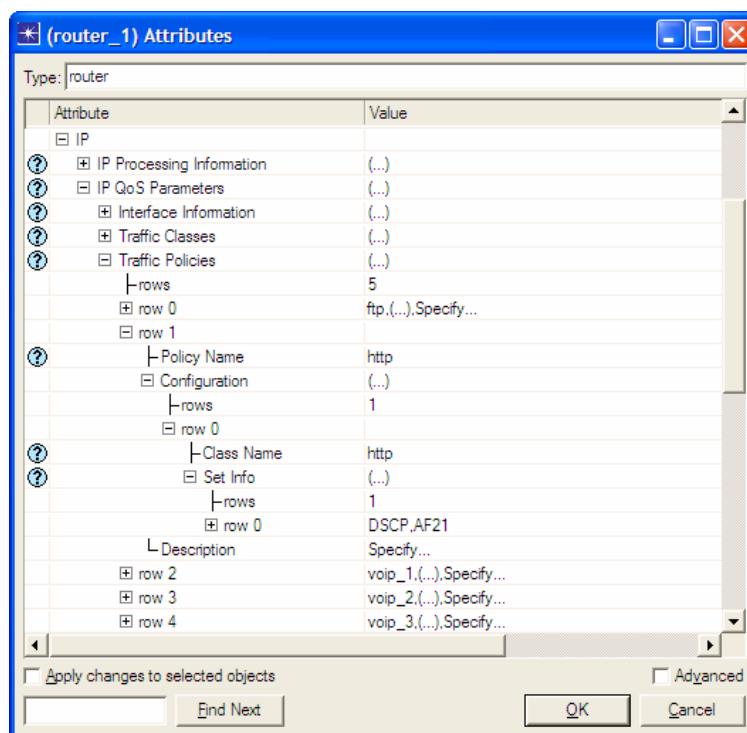 (router_1) Attributes
Type: router
Attribute Value
IP
IP Processing Information (...)
IP QoS Parameters (...)
Interface Information (...)
Traffic Classes (...)
Traffic Policies (...)
rows 5
row 0 ftp,(...),Specify...
row 1
Policy Name http
Configuration (...)
rows 1
row 0
Class Name http
Set Info (...)
rows 1
row 0 DSCP,AF21
Description Specify...
row 2 voip_1,(...),Specify...
row 3 voip_2,(...),Specify...
row 4 voip_3,(...),Specify...
Apply changes to selected objects Advanced
Find Next OK Cancel